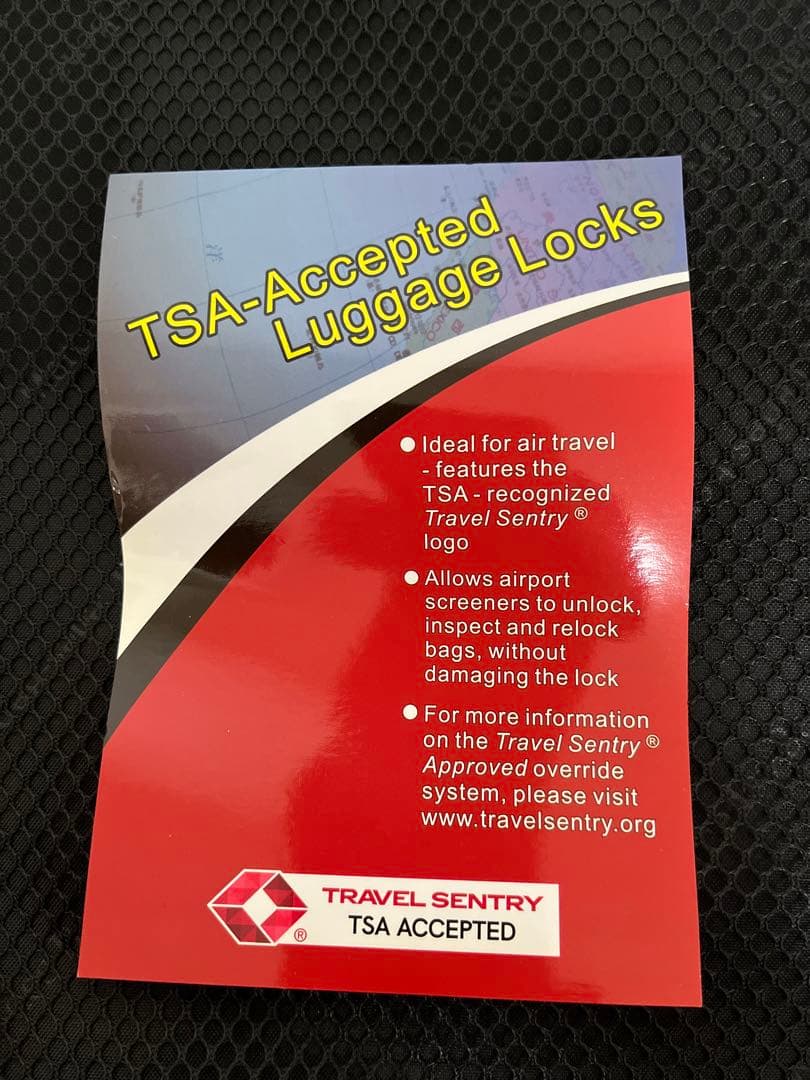 TSA-Accepted
Luggage Locks
● Ideal for air travel
- features the
TSA - recognized
Travel Sentry ®
logo
● Allows airport
screeners to unlock,
inspect and relock
bags, without
damaging the lock
● For more information
on the Travel Sentry ®
Approved override
system, please visit
www.travelsentry.org
TRAVEL SENTRY
® TSA ACCEPTED